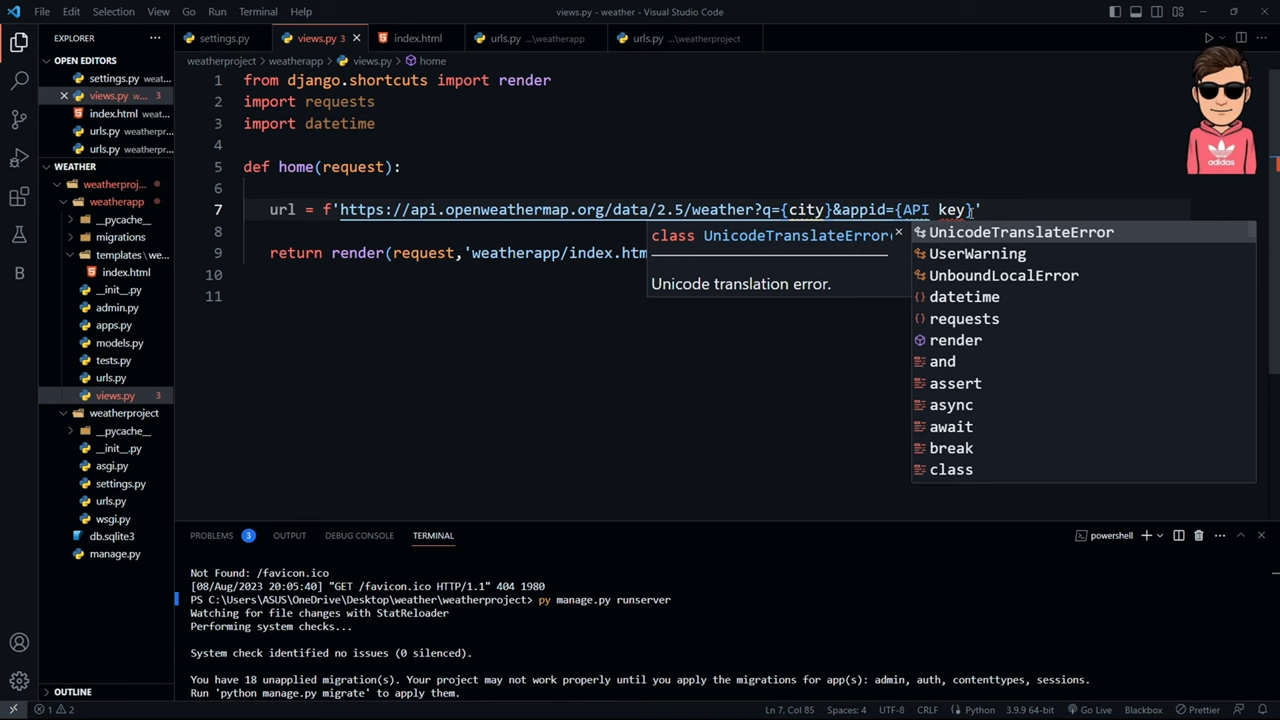 File Edit Selection View Go Run Terminal Help
views.py - weather - Visual Studio Code
EXPLORER
settings.py
views.py 3
index.html
urls.py ...\weatherapp
urls.py ...\weatherproject
OPEN EDITORS
settings.py weat...
views.py w... 3
index.html weat...
urls.py weatherpr...
urls.py weatherpr...
WEATHER
weatherproj...
weatherapp
__pycache__
migrations
templates \ we...
index.html
__init__.py
admin.py
apps.py
models.py
tests.py
urls.py
views.py 3
weatherproject
__pycache__
__init__.py
asgi.py
settings.py
urls.py
wsgi.py
db.sqlite3
manage.py
OUTLINE
weatherproject > weatherapp > views.py > home
1 from django.shortcuts import render
2 import requests
3 import datetime
4
5 def home(request):
6
7 url = f'https://api.openweathermap.org/data/2.5/weather?q={city}&appid={API key}'
8
9 return render(request,'weatherapp/index.htm
10
11
class UnicodeTranslateError(
Unicode translation error.
UnicodeTranslateError
UserWarning
UnboundLocalError
datetime
requests
render
and
assert
async
await
break
class
adidas
PROBLEMS 3 OUTPUT DEBUG CONSOLE TERMINAL
powershell
Not Found: /favicon.ico
[08/Aug/2023 20:05:40] "GET /favicon.ico HTTP/1.1" 404 1980
PS C:\Users\ASUS\OneDrive\Desktop\weather\weatherproject> py manage.py runserver
Watching for file changes with StatReloader
Performing system checks...
System check identified no issues (0 silenced).
You have 18 unapplied migration(s). Your project may not work properly until you apply the migrations for app(s): admin, auth, contenttypes, sessions.
Run 'python manage.py migrate' to apply them.
1 2
Ln 7, Col 85 Spaces: 4 UTF-8 CRLF Python 3.9.9 64-bit Go Live Blackbox Prettier